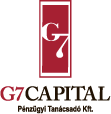 G7
G7CAPITAL
Pénzügyi Tanácsadó Kft.